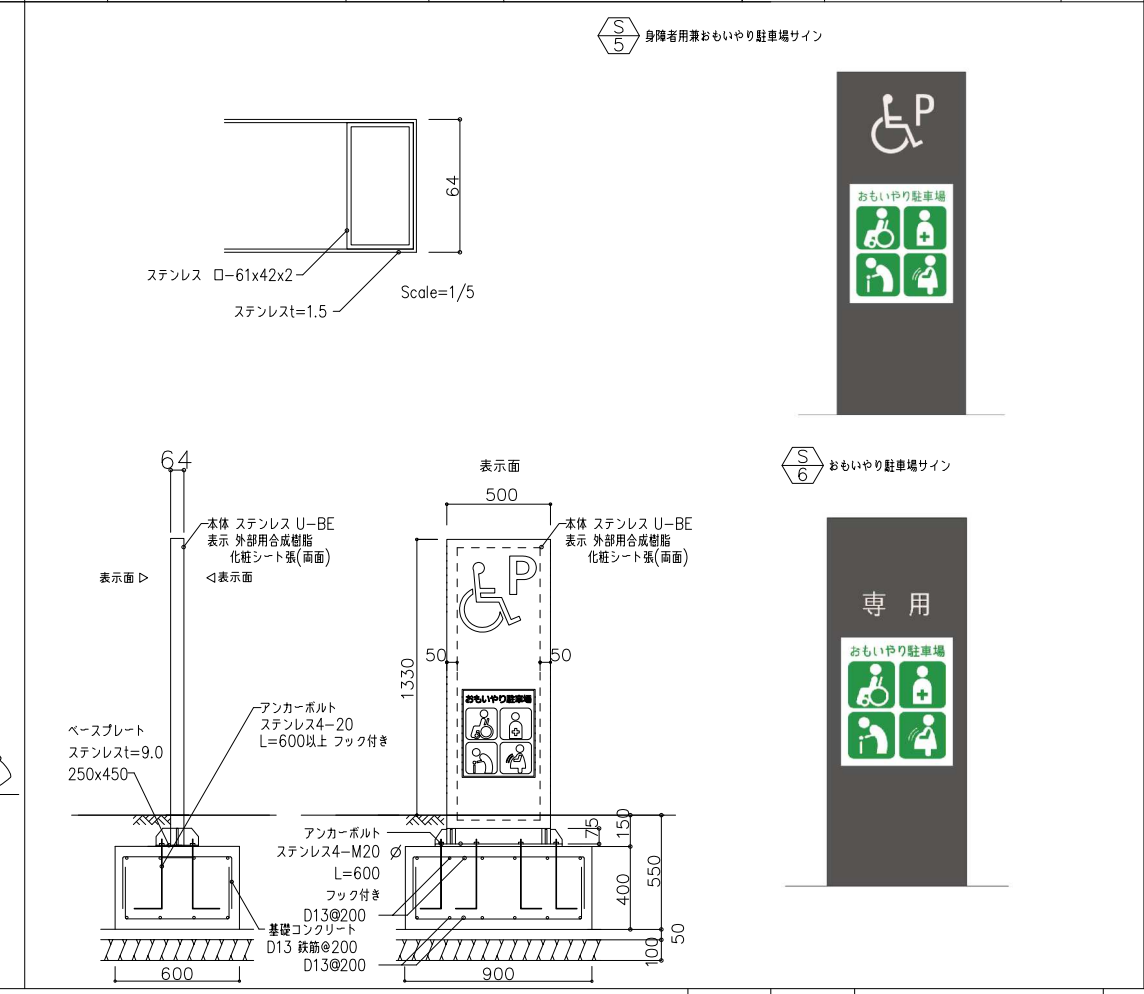 S
5
身障者用兼おもいやり駐車場サイン
P
おもいやり駐車場
64
ステンレス ロ-61x42x2
ステンレスt=1.5
Scale=1/5
S
6
おもいやり駐車場サイン
専用
おもいやり駐車場
64
本体 ステンレス U-BE
表示 外部用合成樹脂
化粧シート張(両面)
表示面
表示面
ベースプレート
ステンレスt=9.0
250x450
アンカーボルト
ステンレス4-20
L=600以上 フック付き
基礎コンクリート
D13 鉄筋@200
600
表示面
500
本体 ステンレス U-BE
表示 外部用合成樹脂
化粧シート張(両面)
P
50
50
1330
おもいやり駐車場
アンカーボルト
ステンレス4-M20 Ø
L=600
フック付き
D13@200
D13@200
75
150
400
550
100
50
900